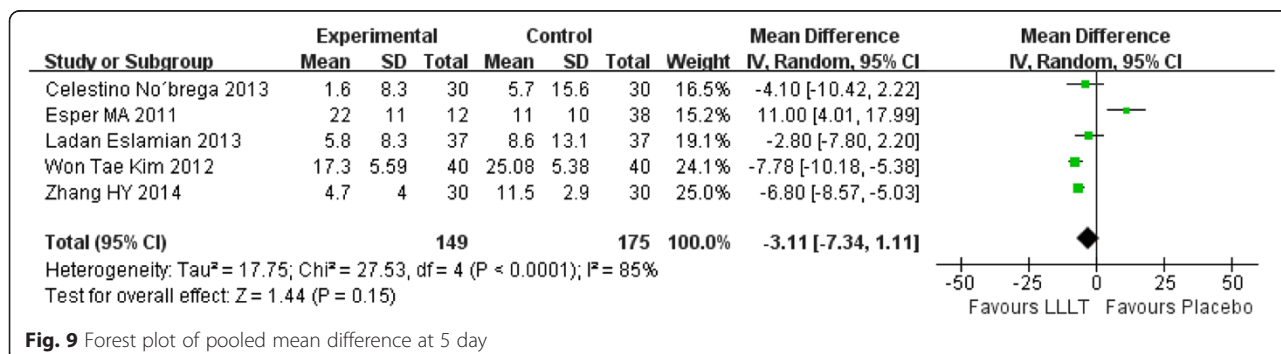 Experimental Control Mean Difference Mean Difference
Study or Subgroup Mean SD Total Mean SD Total Weight IV, Random, 95% CI IV, Random, 95% CI
Celestino No´brega 2013 1.6 8.3 30 5.7 15.6 30 16.5% -4.10 [-10.42, 2.22]
Esper MA 2011 22 11 12 11 10 38 15.2% 11.00 [4.01, 17.99]
Ladan Eslamian 2013 5.8 8.3 37 8.6 13.1 37 19.1% -2.80 [-7.80, 2.20]
Won Tae Kim 2012 17.3 5.59 40 25.08 5.38 40 24.1% -7.78 [-10.18, -5.38]
Zhang HY 2014 4.7 4 30 11.5 2.9 30 25.0% -6.80 [-8.57, -5.03]
Total (95% CI) 149 175 100.0% -3.11 [-7.34, 1.11]
Heterogeneity: Tau² = 17.75; Chi² = 27.53, df = 4 (P < 0.0001); I² = 85%
Test for overall effect: Z = 1.44 (P = 0.15)
-50 -25 0 25 50
Favours LLLT Favours Placebo
Fig. 9 Forest plot of pooled mean difference at 5 day